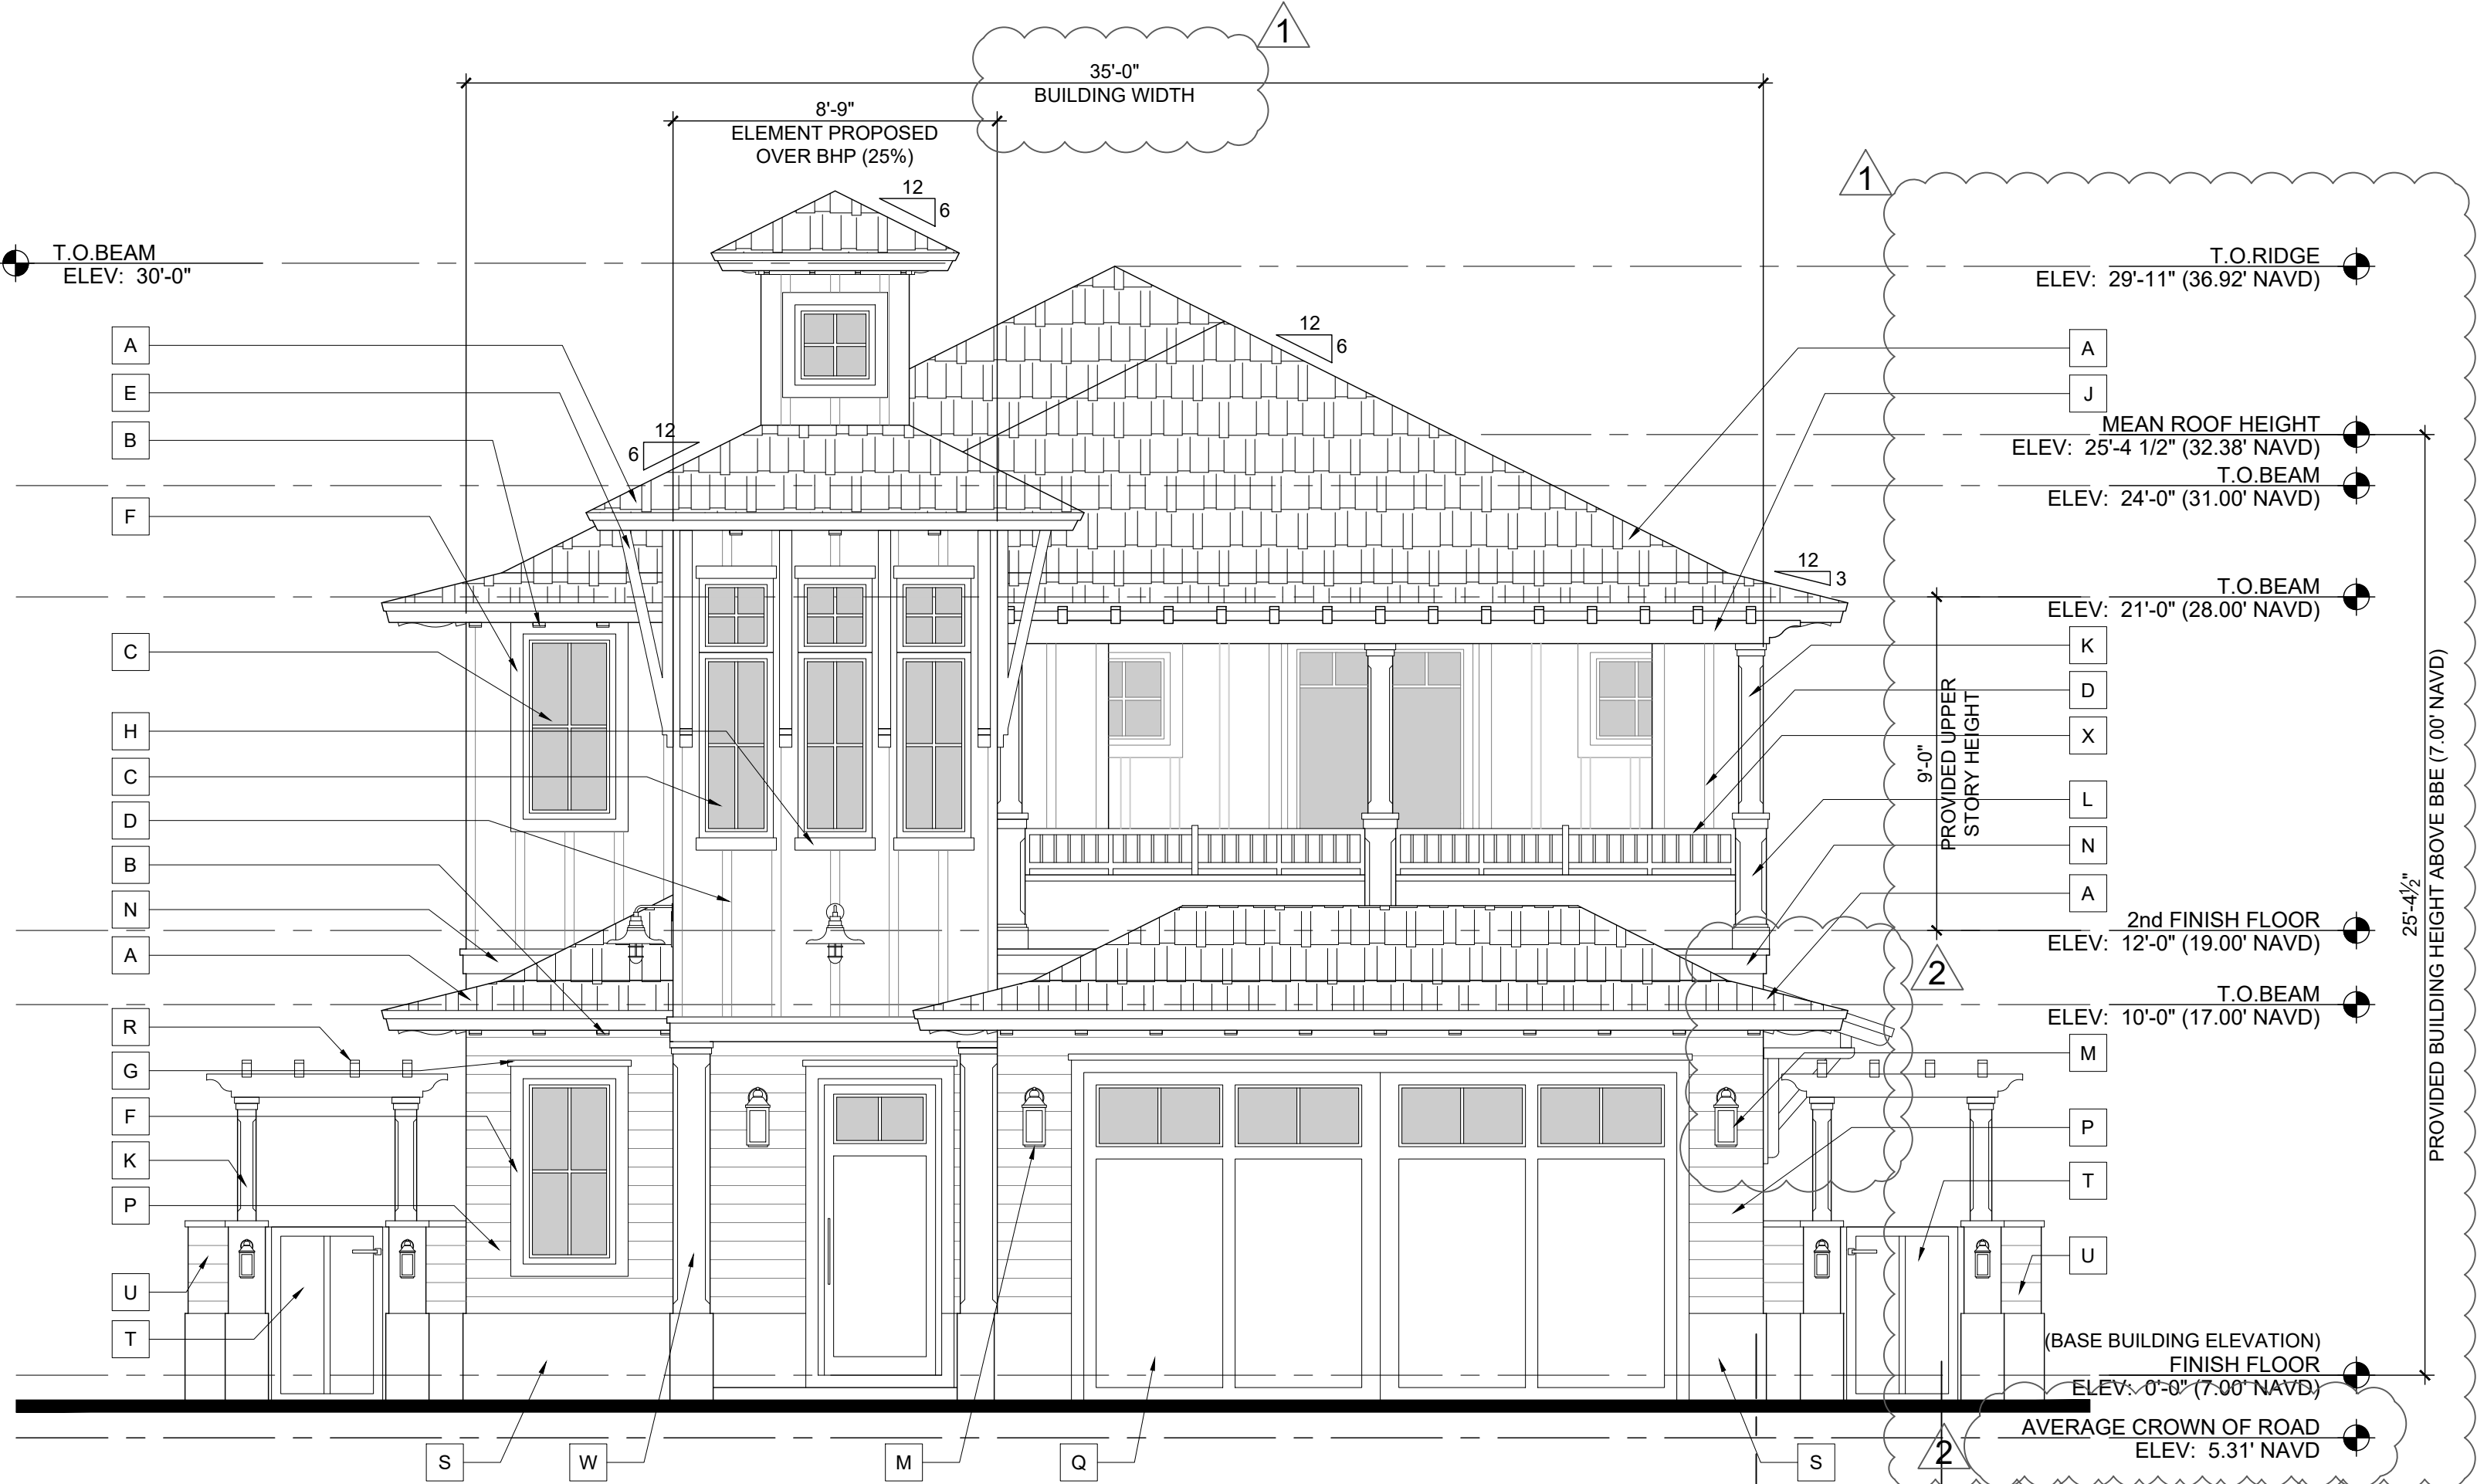 1
35'-0"
BUILDING WIDTH
8'-9"
ELEMENT PROPOSED
OVER BHP (25%)
1
12
6
T.O.BEAM
ELEV: 30'-0"
T.O.RIDGE
ELEV: 29'-11" (36.92' NAVD)
12
6
A
A
E
J
B
12
6
MEAN ROOF HEIGHT
ELEV: 25'-4 1/2" (32.38' NAVD)
T.O.BEAM
ELEV: 24'-0" (31.00' NAVD)
F
12
3
T.O.BEAM
ELEV: 21'-0" (28.00' NAVD)
C
K
D
H
X
C
L
D
N
B
A
9'-0"
PROVIDED UPPER
STORY HEIGHT
25'-4½"
PROVIDED BUILDING HEIGHT ABOVE BBE (7.00' NAVD)
N
2nd FINISH FLOOR
ELEV: 12'-0" (19.00' NAVD)
A
2
T.O.BEAM
ELEV: 10'-0" (17.00' NAVD)
R
G
M
F
P
K
T
P
U
U
T
(BASE BUILDING ELEVATION)
FINISH FLOOR
ELEV: 0'-0" (7.00' NAVD)
AVERAGE CROWN OF ROAD
ELEV: 5.31' NAVD
2
S
W
M
Q
S